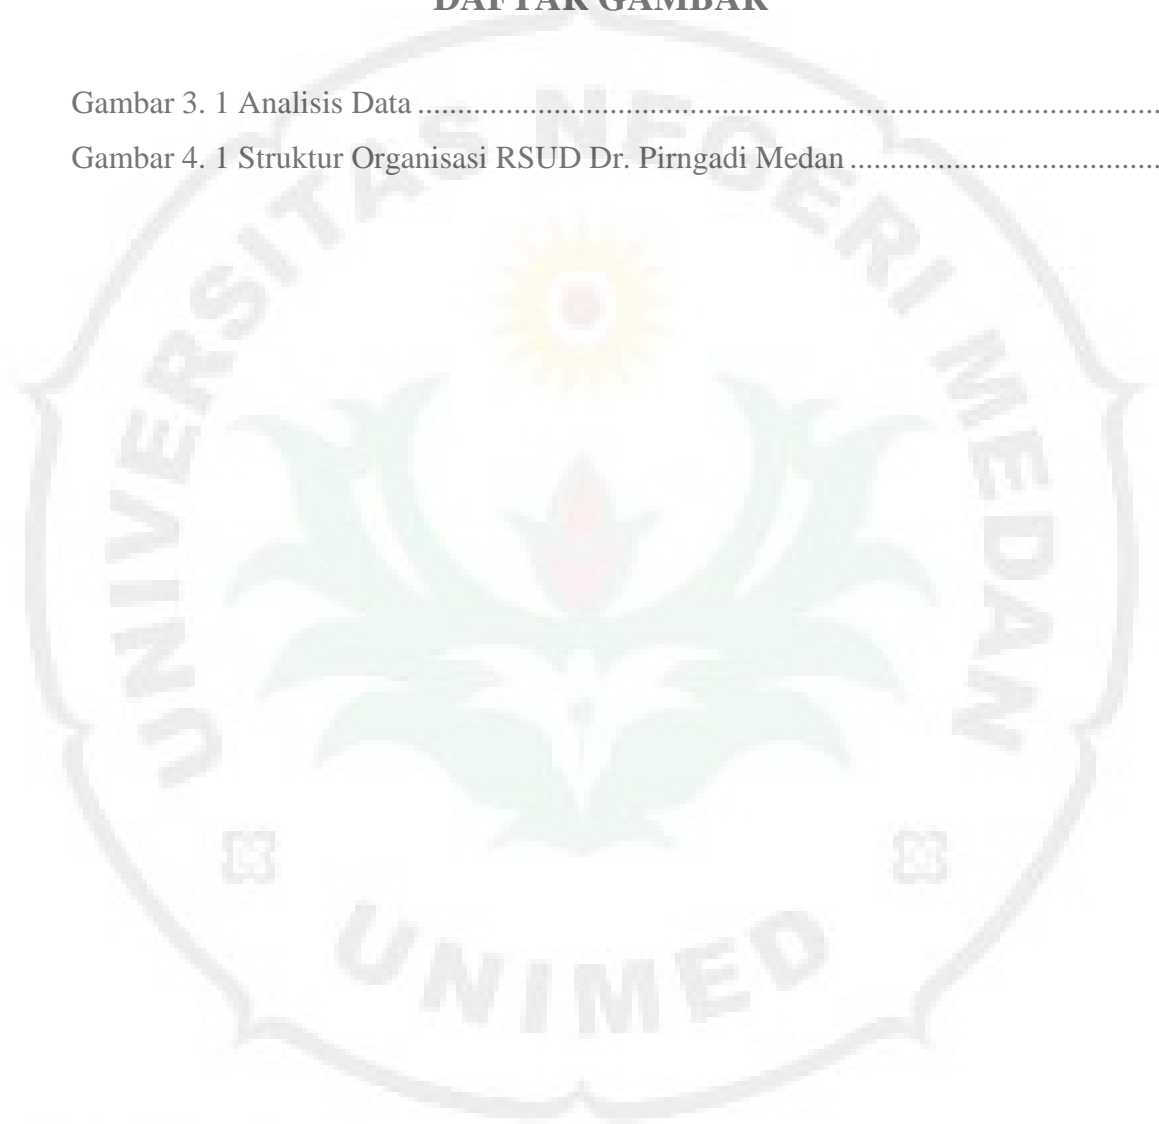 DAFTAR GAMBAR
Gambar 3. 1 Analisis Data ................................................................................................
Gambar 4. 1 Struktur Organisasi RSUD Dr. Pirngadi Medan ........................................
UNIVERSITAS NEGERI MEDAN
UNIMED